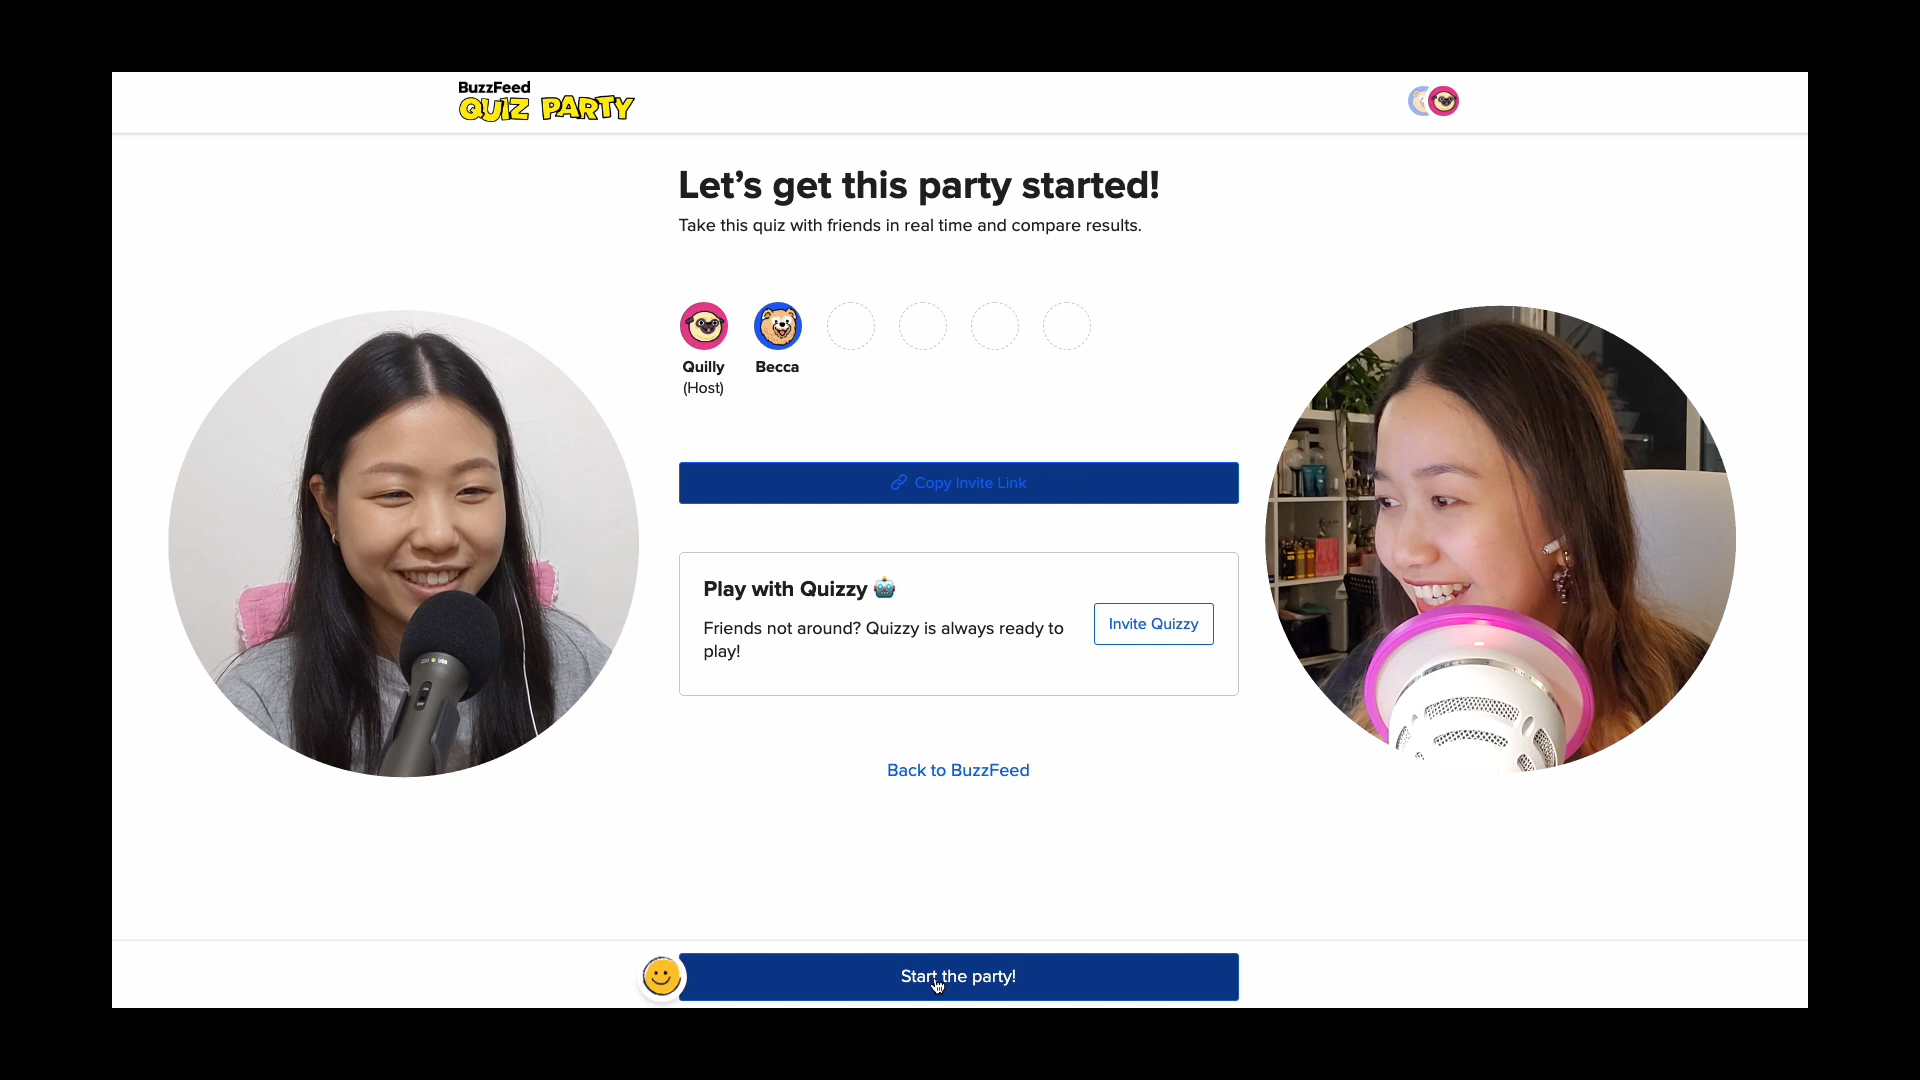 BuzzFeed
QUIZ PARTY
Let’s get this party started!
Take this quiz with friends in real time and compare results.
Quilly
(Host)
Becca
Copy Invite Link
Play with Quizzy
Friends not around? Quizzy is always ready to
play!
Invite Quizzy
Back to BuzzFeed
Start the party!